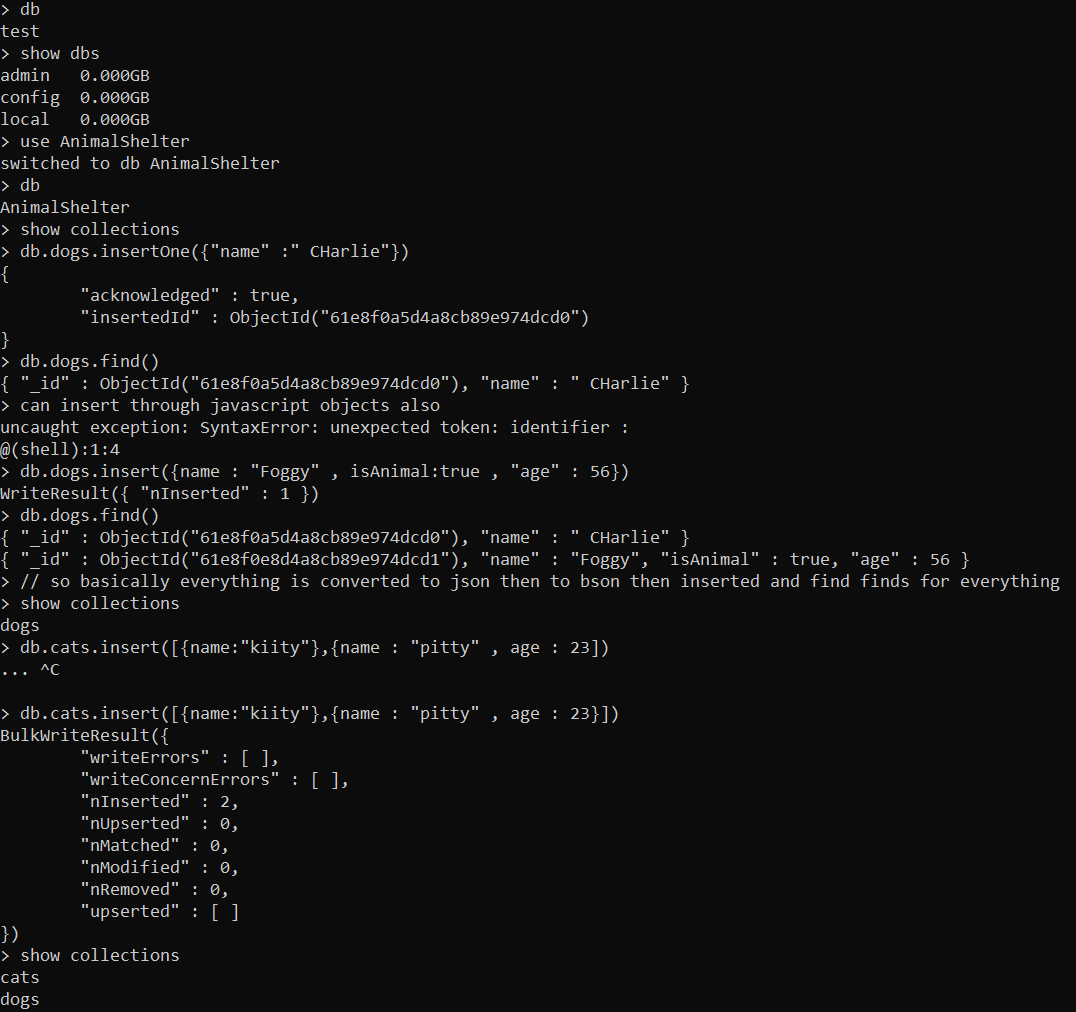 > db
test
> show dbs
admin   0.000GB
config  0.000GB
local   0.000GB
> use AnimalShelter
switched to db AnimalShelter
> db
AnimalShelter
> show collections
> db.dogs.insertOne({"name" :" CHarlie"})
{
        "acknowledged" : true,
        "insertedId" : ObjectId("61e8f0a5d4a8cb89e974dcd0")
}
> db.dogs.find()
{ "_id" : ObjectId("61e8f0a5d4a8cb89e974dcd0"), "name" : " CHarlie" }
> can insert through javascript objects also
uncaught exception: SyntaxError: unexpected token: identifier :
@(shell):1:4
> db.dogs.insert({name : "Foggy" , isAnimal:true , "age" : 56})
WriteResult({ "nInserted" : 1 })
> db.dogs.find()
{ "_id" : ObjectId("61e8f0a5d4a8cb89e974dcd0"), "name" : " CHarlie" }
{ "_id" : ObjectId("61e8f0e8d4a8cb89e974dcd1"), "name" : "Foggy", "isAnimal" : true, "age" : 56 }
> // so basically everything is converted to json then to bson then inserted and find finds for everything
> show collections
dogs
> db.cats.insert([{name:"kiity"},{name : "pitty" , age : 23])
... ^C
> db.cats.insert([{name:"kiity"},{name : "pitty" , age : 23}])
BulkWriteResult({
        "writeErrors" : [ ],
        "writeConcernErrors" : [ ],
        "nInserted" : 2,
        "nUpserted" : 0,
        "nMatched" : 0,
        "nModified" : 0,
        "nRemoved" : 0,
        "upserted" : [ ]
})
> show collections
cats
dogs